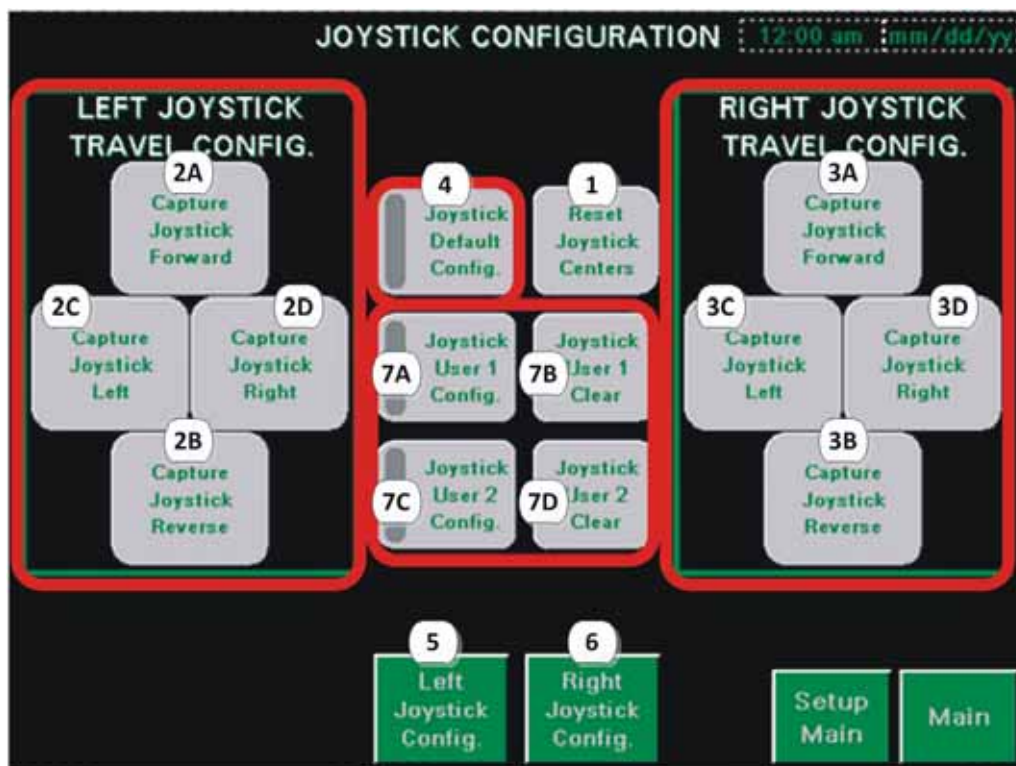 JOYSTICK CONFIGURATION 12:00 am mm/dd/yy
LEFT JOYSTICK
TRAVEL CONFIG.
2A
Capture
Joystick
Forward
2C
Capture
Joystick
Left
2D
Capture
Joystick
Right
2B
Capture
Joystick
Reverse
4
Joystick
Default
Config.
1
Reset
Joystick
Centers
7A
Joystick
User 1
Config.
7B
Joystick
User 1
Clear
7C
Joystick
User 2
Config.
7D
Joystick
User 2
Clear
RIGHT JOYSTICK
TRAVEL CONFIG.
3A
Capture
Joystick
Forward
3C
Capture
Joystick
Left
3D
Capture
Joystick
Right
3B
Capture
Joystick
Reverse
5
Left
Joystick
Config.
6
Right
Joystick
Config.
Setup
Main
Main